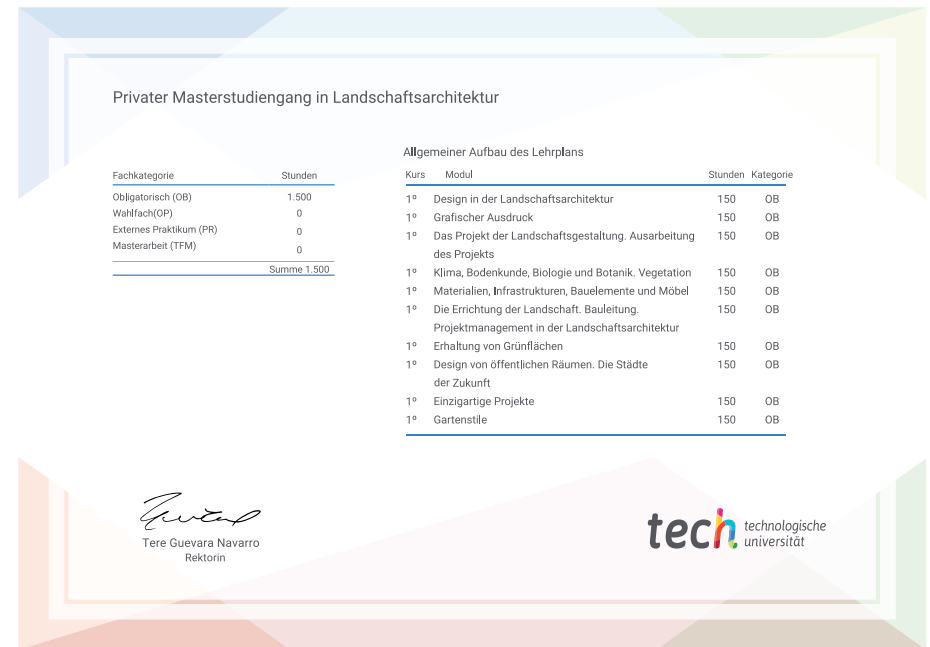 Privater Masterstudiengang in Landschaftsarchitektur
Fachkategorie Stunden
Obligatorisch (OB) 1.500
Wahlfach(OP) 0
Externes Praktikum (PR) 0
Masterarbeit (TFM) 0
Summe 1.500
Allgemeiner Aufbau des Lehrplans
Kurs Modul Stunden Kategorie
1º Design in der Landschaftsarchitektur 150 OB
1º Grafischer Ausdruck 150 OB
1º Das Projekt der Landschaftsgestaltung. Ausarbeitung 150 OB
des Projekts
1º Klima, Bodenkunde, Biologie und Botanik. Vegetation 150 OB
1º Materialien, Infrastrukturen, Bauelemente und Möbel 150 OB
1º Die Errichtung der Landschaft. Bauleitung. 150 OB
Projektmanagement in der Landschaftsarchitektur
1º Erhaltung von Grünflächen 150 OB
1º Design von öffentlichen Räumen. Die Städte 150 OB
der Zukunft
1º Einzigartige Projekte 150 OB
1º Gartenstile 150 OB
Tere Guevara Navarro
Rektorin
tech technologische
universität